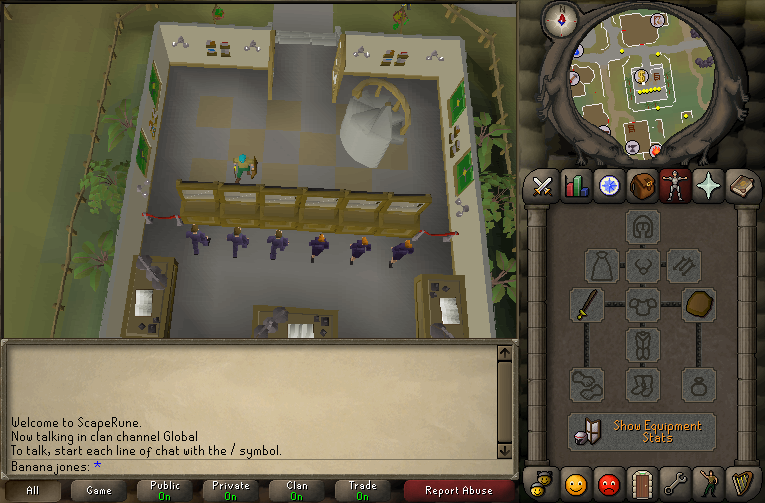 N
Welcome to ScapeRune.
Now talking in clan channel Global
To talk, start each line of chat with the / symbol.
Banana jones: *
Show Equipment
Stats
All
Game
Public
On
Private
On
Clan
On
Trade
On
Report Abuse